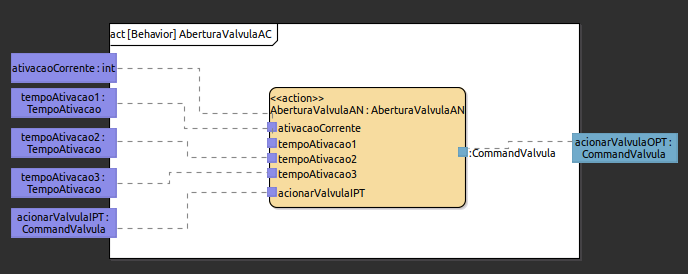 act [Behavior] AberturaValvulaAC
ativacaoCorrente : int
tempoAtivacao1 :
TempoAtivacao
tempoAtivacao2 :
TempoAtivacao
tempoAtivacao3 :
TempoAtivacao
acionarValvulaIPT :
CommandValvula
<<action>>
AberturaValvulaAN : AberturaValvulaAN
ativacaoCorrente
tempoAtivacao1
tempoAtivacao2
tempoAtivacao3
acionarValvulaIPT
:CommandValvula
acionarValvulaOPT :
CommandValvula